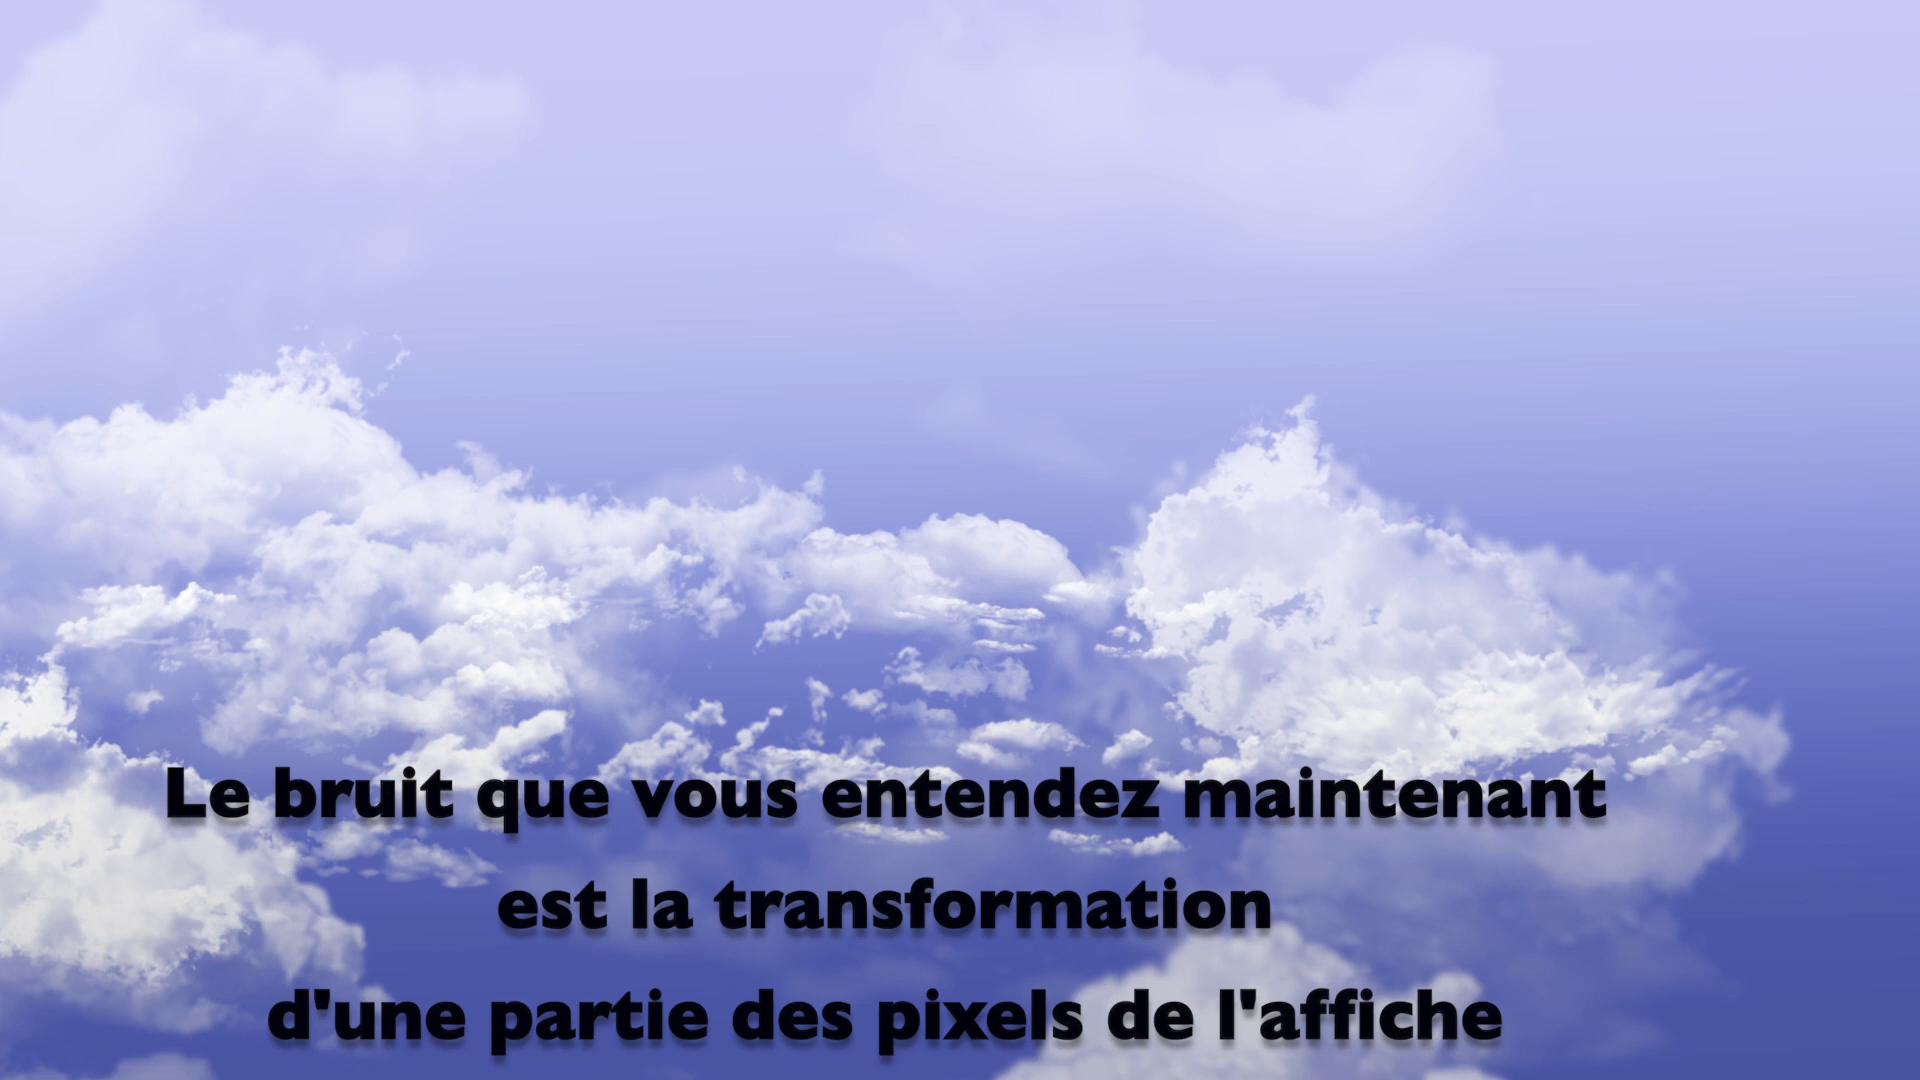 Le bruit que vous entendez maintenant
est la transformation
d'une partie des pixels de l'affiche